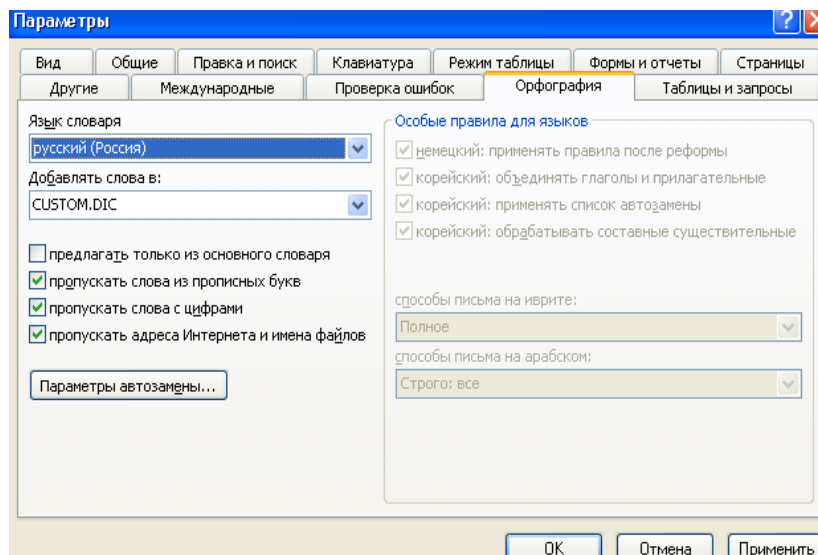 Параметры
Вид Общие Правка и поиск Клавиатура Режим таблицы Формы и отчеты Страницы
Другие Международные Проверка ошибок Орфография Таблицы и запросы
Язык словаря
русский (Россия)
Добавлять слова в:
CUSTOM.DIC
предлагать только из основного словаря
пропускать слова из прописных букв
пропускать слова с цифрами
пропускать адреса Интернета и имена файлов
Параметры автозамены...
Особые правила для языков
немецкий: применять правила после реформы
корейский: объединять глаголы и прилагательные
корейский: применять список автозамены
корейский: обрабатывать составные существительные
способы письма на иврите:
Полное
способы письма на арабском:
Строго: все
ОК Отмена Применить